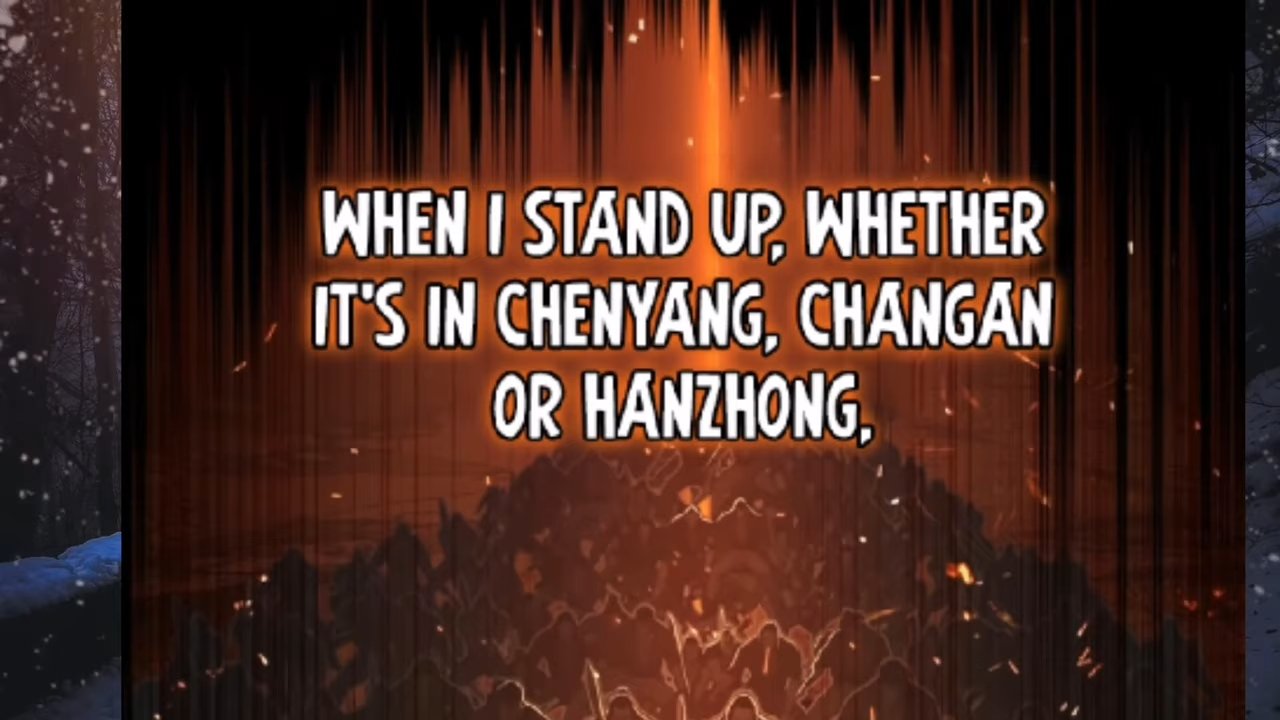 WHEN I STAND UP, WHETHER
IT'S IN CHENYANG, CHANGAN
OR HANZHONG,